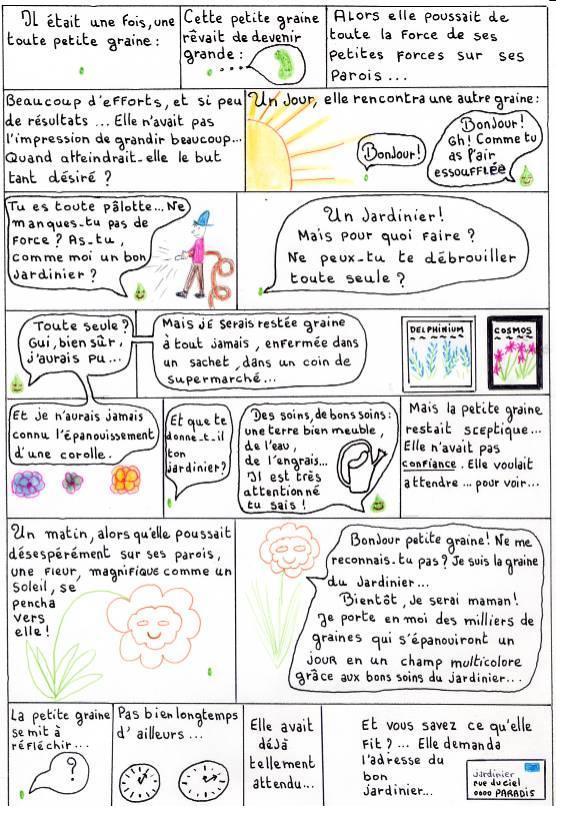 Il était une fois, une
toute petite graine :
Cette petite graine
rêvait de devenir
grande :
Alors elle poussait de
toute la force de ses
petites forces sur ses
parois ...
Beaucoup d'efforts, et si peu
de résultats ... Elle n'avait pas
l'impression de grandir beaucoup...
Quand atteindrait-elle le but
tant désiré ?
Un jour, elle rencontra une autre graine :
Bonjour!
Bonjour!
Oh! Comme tu
as l'air
essoufflée
Tu es toute pâlotte... Ne
manques-tu pas de
force ? As-tu,
comme moi un bon
jardinier ?
Un jardinier !
Mais pour quoi faire ?
Ne peux-tu te débrouiller
toute seule ?
Toute seule ?
Oui, bien sûr,
j'aurais pu ...
Mais je serais restée graine
à tout jamais, enfermée dans
un sachet, dans un coin de
supermarché ...
DELPHINIUM
COSMOS
Et je n'aurais jamais
connu l'épanouissement
d'une corolle.
Et que te
donne-t-il
ton
jardinier?
Des soins, de bons soins :
une terre bien meuble,
de l'eau,
de l'engrais...
Il est très
attentionné
tu sais !
Mais la petite graine
restait sceptique...
Elle n'avait pas
confiance. Elle voulait
attendre ... pour voir...
Un matin, alors qu'elle poussait
désespérément sur ses parois,
une fleur, magnifique comme un
soleil, se
pencha
vers
elle !
Bonjour petite graine! Ne me
reconnais-tu pas ? Je suis la graine
du jardinier ...
Bientôt, je serai maman!
Je porte en moi des milliers de
graines qui s'épanouiront un
jour en un champ multicolore
grâce aux bons soins du jardinier...
La petite graine
se mit à
réfléchir ...
?
Pas bien longtemps
d'ailleurs ...
Elle avait
déjà
tellement
attendu...
Et vous savez ce qu'elle
fit ? ... Elle demanda
l'adresse du
bon
jardinier...
Jardinier
rue du ciel
0000 PARADIS